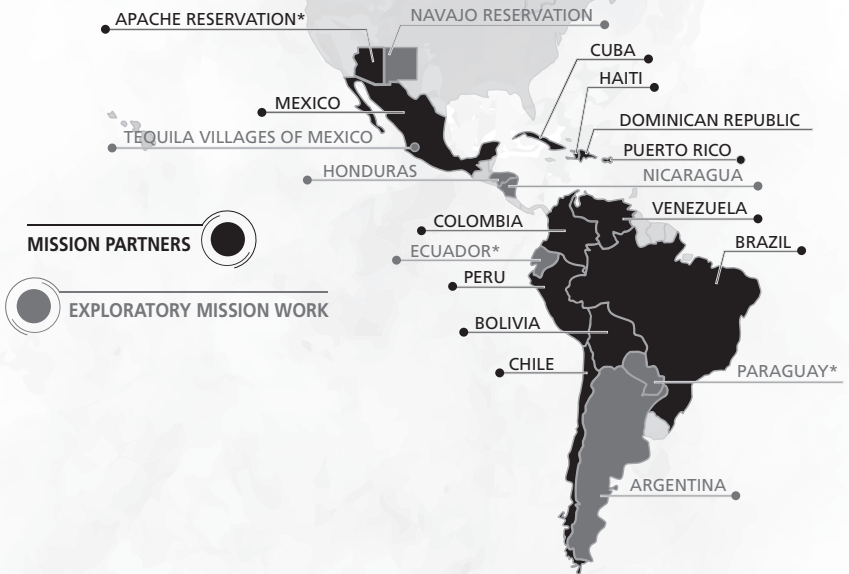 APACHE RESERVATION*
NAVAJO RESERVATION
CUBA
HAITI
MEXICO
DOMINICAN REPUBLIC
TEQUILA VILLAGES OF MEXICO
PUERTO RICO
HONDURAS
NICARAGUA
COLOMBIA
VENEZUELA
MISSION PARTNERS
BRAZIL
ECUADOR*
PERU
EXPLORATORY MISSION WORK
BOLIVIA
CHILE
PARAGUAY*
ARGENTINA